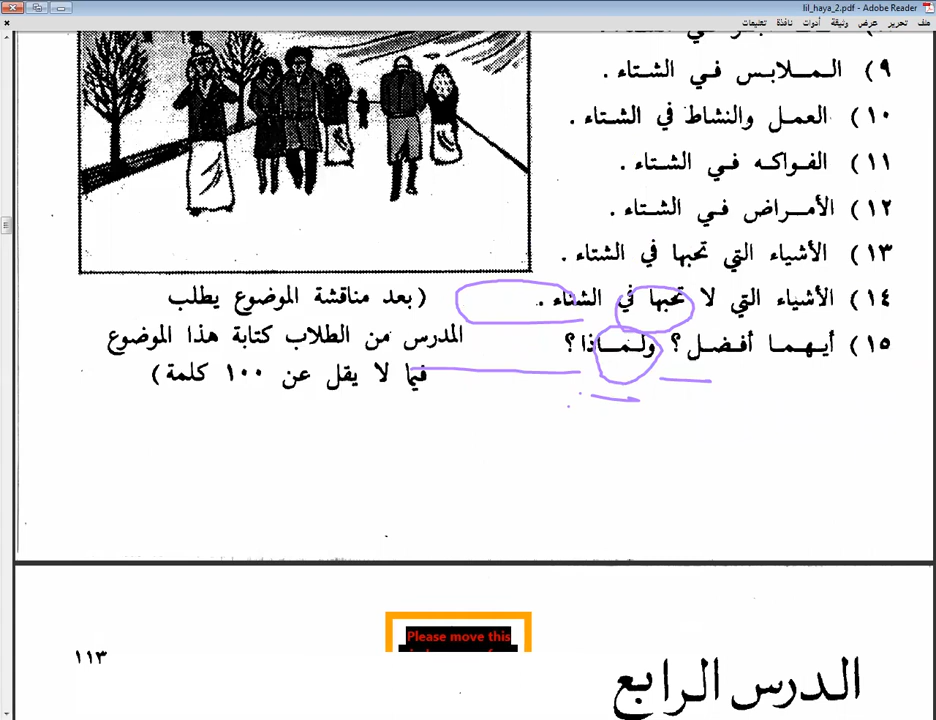 lil_haya_2.pdf - Adobe Reader
هف تحرير عرض وثيقة أدوات نافذة تعليمات
في
٩ ) الملابس في الشتاء .
١٠ ) العمل والنشاط في الشتاء .
١١ ) الفواكه في الشتاء .
١٢ ) الأمراض في الشتاء .
١٣ ) الأشياء التي تحبها في الشتاء .
١٤ ) الأشياء التي لا تحبها في الشتاء .
١٥ ) أيهما أفضل ؟ ولماذا ؟
( بعد مناقشة الموضوع يطلب
المدرس من الطلاب كتابة هذا الموضوع
فيما لا يقل عن ١٠٠ كلمة )
Please move this
١١٣
الدرس الرابع